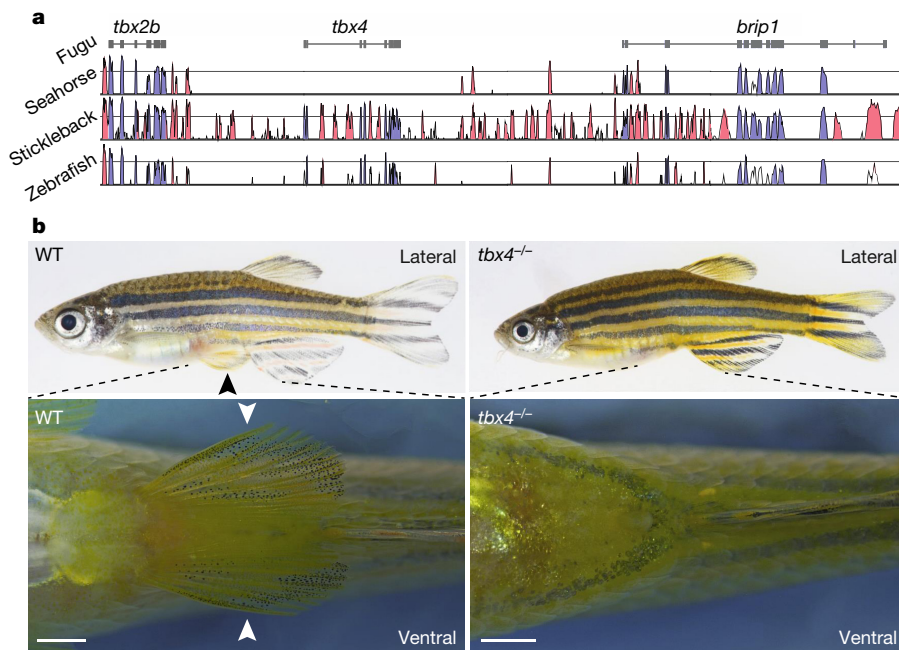 a
tbx2b tbx4 brip1
Fugu
Seahorse
Stickleback
Zebrafish
b
WT Lateral tbx4–/– Lateral
WT tbx4–/–
Ventral Ventral